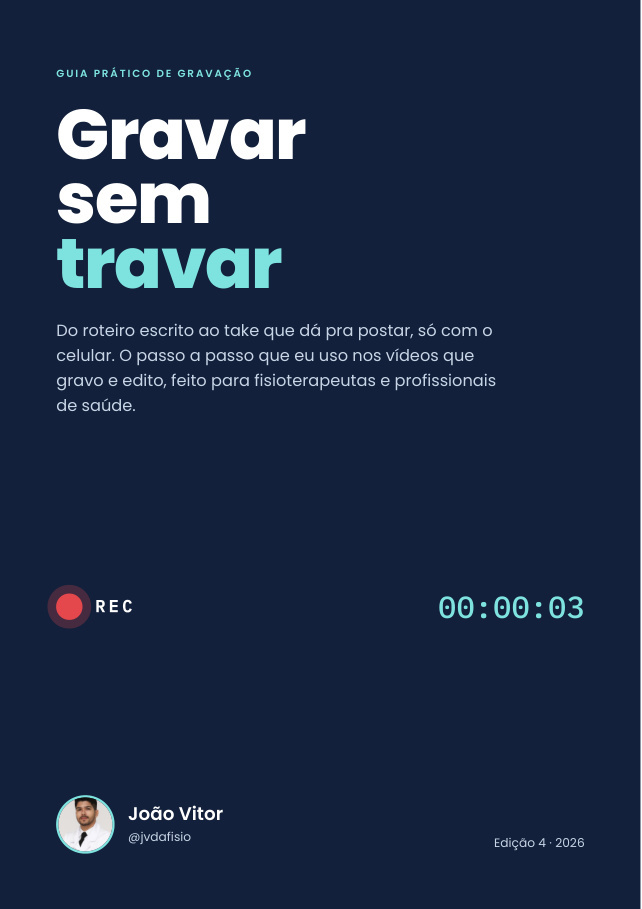 GUIA PRÁTICO DE GRAVAÇÃO
Gravar
sem
travar
Do roteiro escrito ao take que dá pra postar, só com o
celular. O passo a passo que eu uso nos vídeos que
gravo e edito, feito para fisioterapeutas e profissionais
de saúde.
REC
00:00:03
João Vitor
@jvdafisio
Edição 4 · 2026